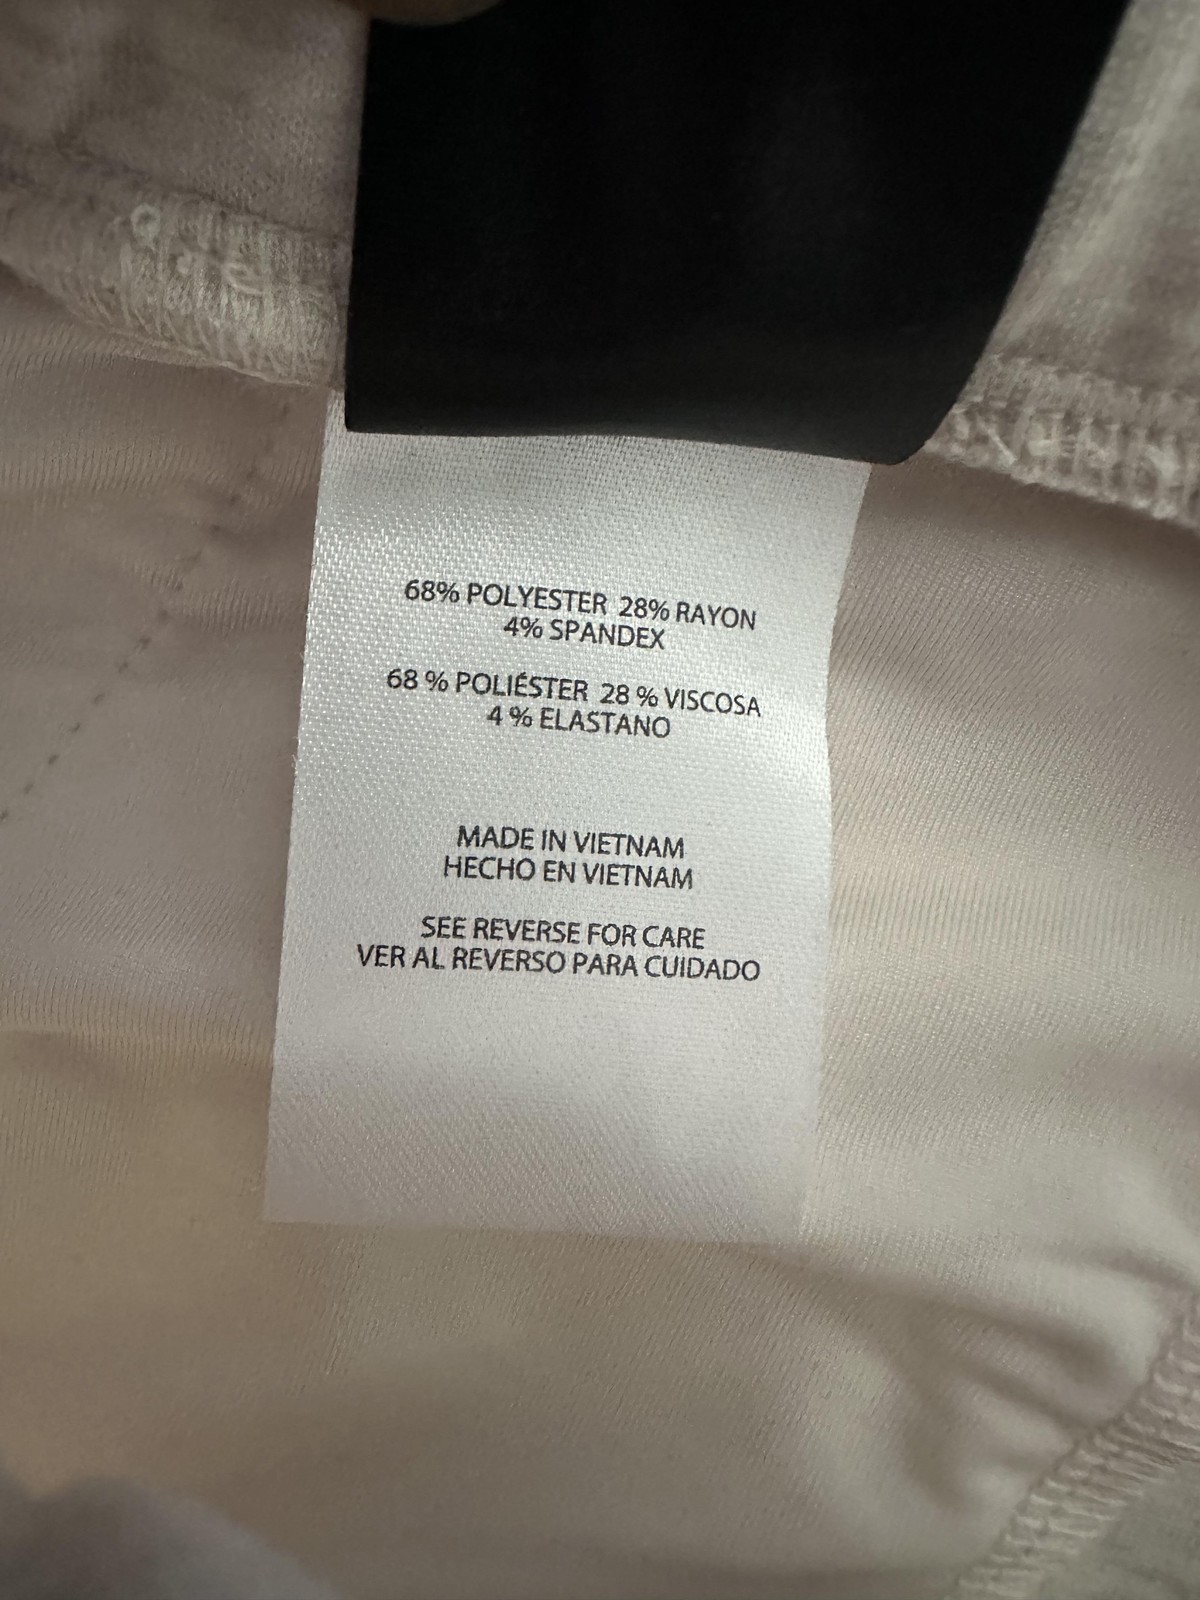 68% POLYESTER 28% RAYON
4% SPANDEX
68 % POLIÉSTER 28 % VISCOSA
4 % ELASTANO
MADE IN VIETNAM
HECHO EN VIETNAM
SEE REVERSE FOR CARE
VER AL REVERSO PARA CUIDADO